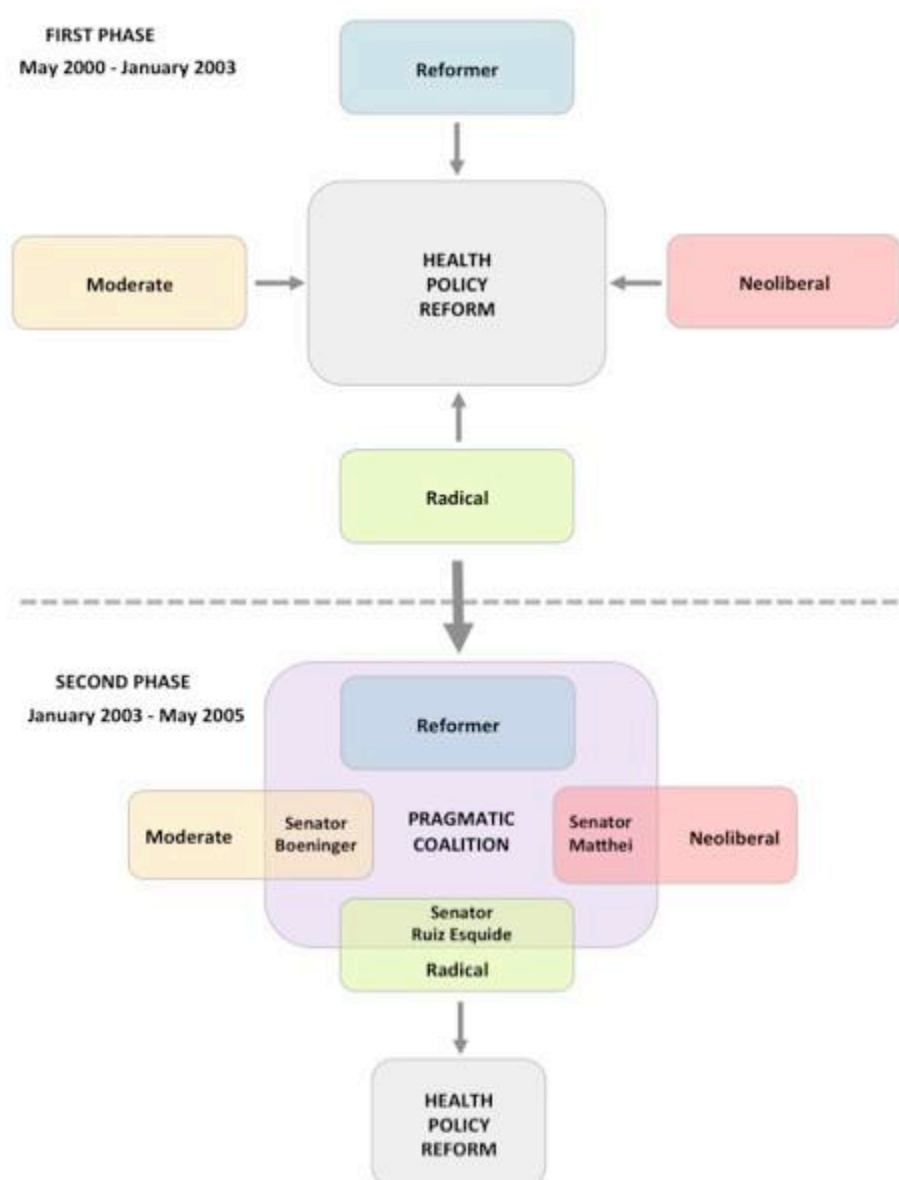 FIRST PHASE
May 2000 - January 2003
Reformer
Moderate
HEALTH
POLICY
REFORM
Neoliberal
Radical
SECOND PHASE
January 2003 - May 2005
Reformer
Moderate
Senator
Boeninger
PRAGMATIC
COALITION
Senator
Matthei
Neoliberal
Senator
Ruiz Esquide
Radical
HEALTH
POLICY
REFORM